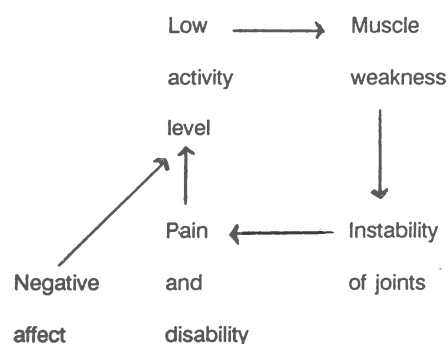 Low
activity
level
Muscle
weakness
Pain
and
disability
Instability
of joints
Negative
affect